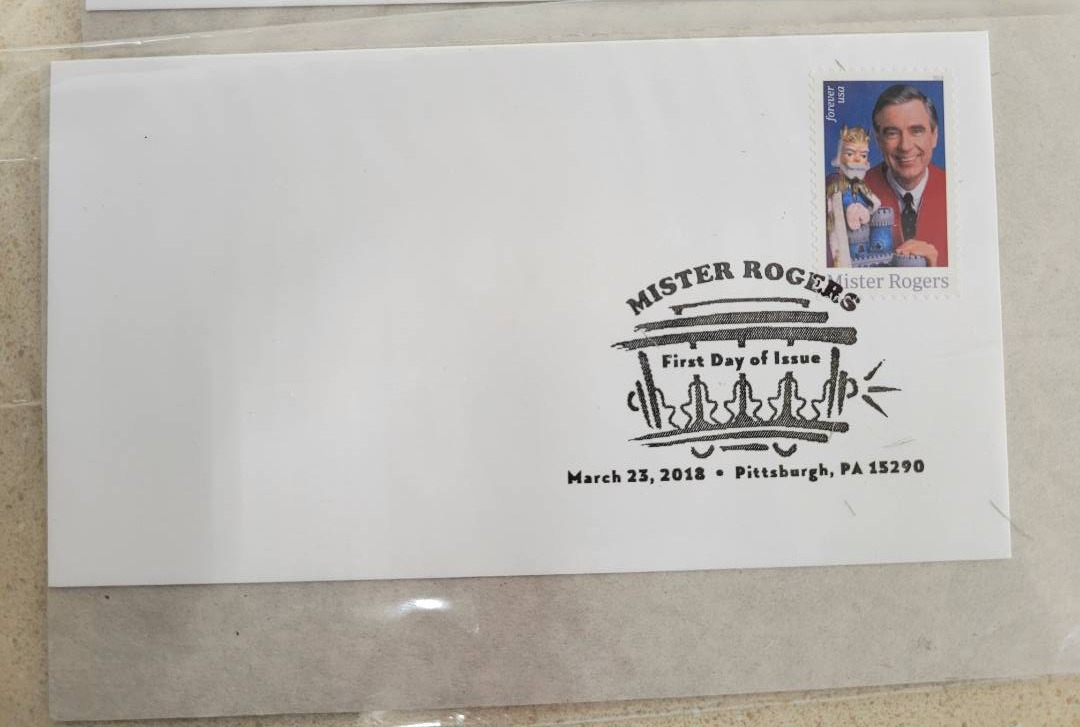 forever
usa
Mister Rogers
MISTER ROGERS
First Day of Issue
March 23, 2018 • Pittsburgh, PA 15290